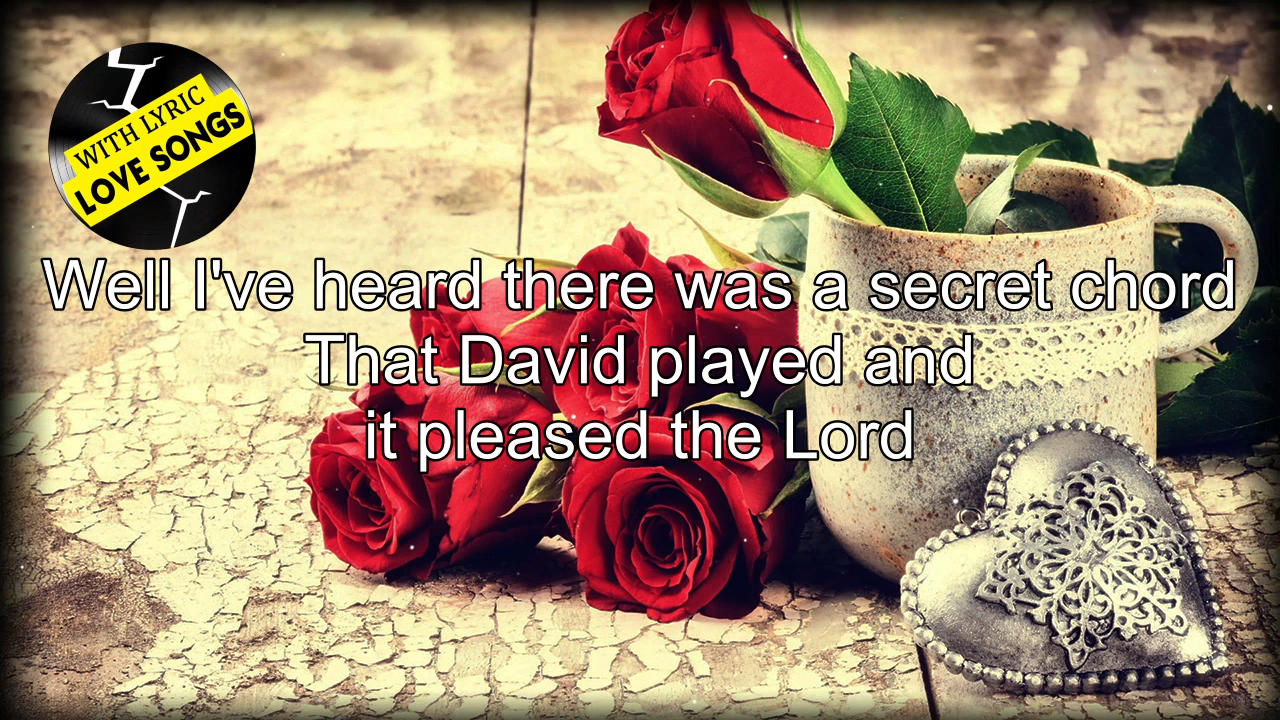 WITH LYRIC
LOVE SONGS
Well I've heard there was a secret chord
That David played and
it pleased the Lord